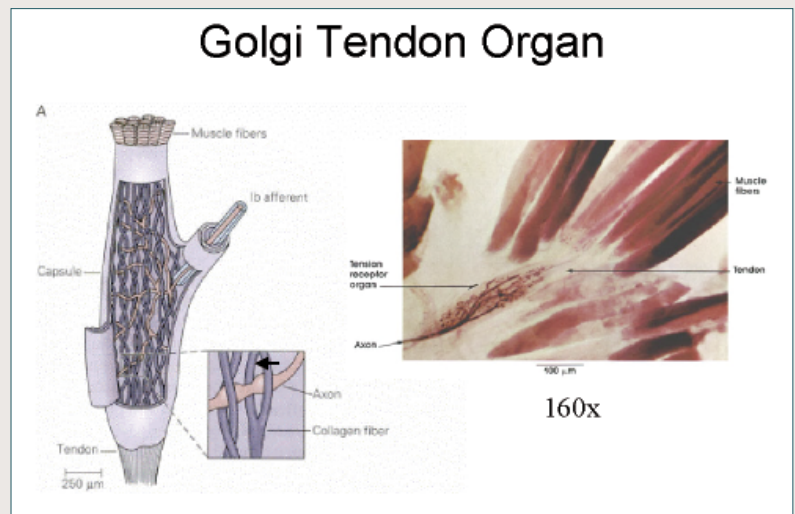 Golgi Tendon Organ
A
Muscle fibers
Ib afferent
Capsule
Axon
Collagen fiber
Tendon
250 μm
Muscle
fibers
Tension
receptor
organ
Tendon
Axon
100 μm
160x